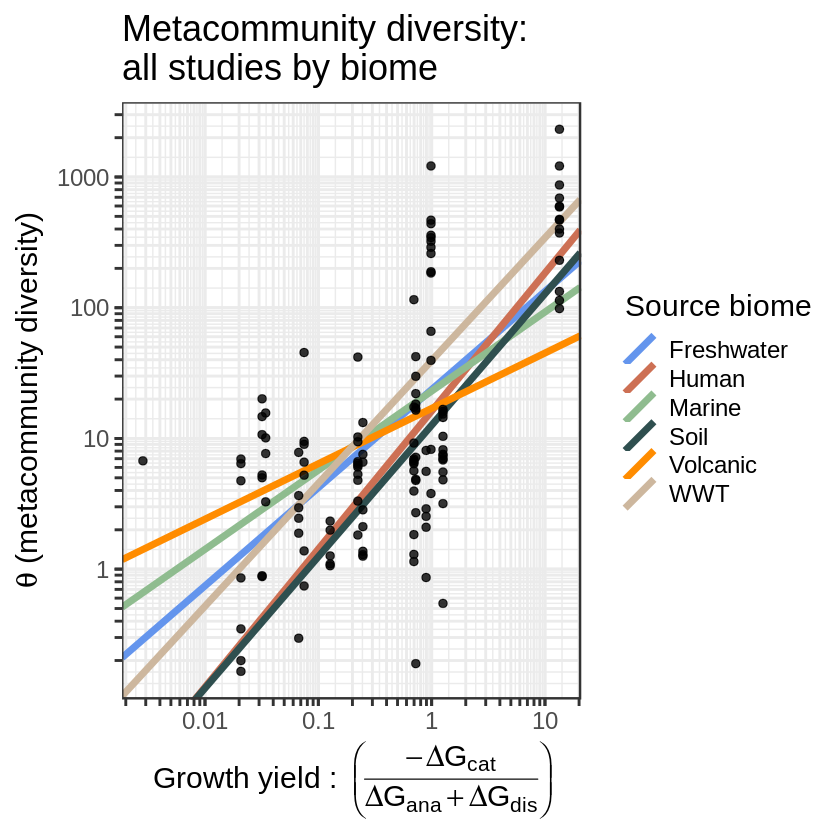 Metacommunity diversity:
all studies by biome
θ (metacommunity diversity)
1000
100
10
1
0.01 0.1 1 10
Growth yield : (−ΔGcat / ΔGana + ΔGdis)
Source biome
Freshwater
Human
Marine
Soil
Volcanic
WWT